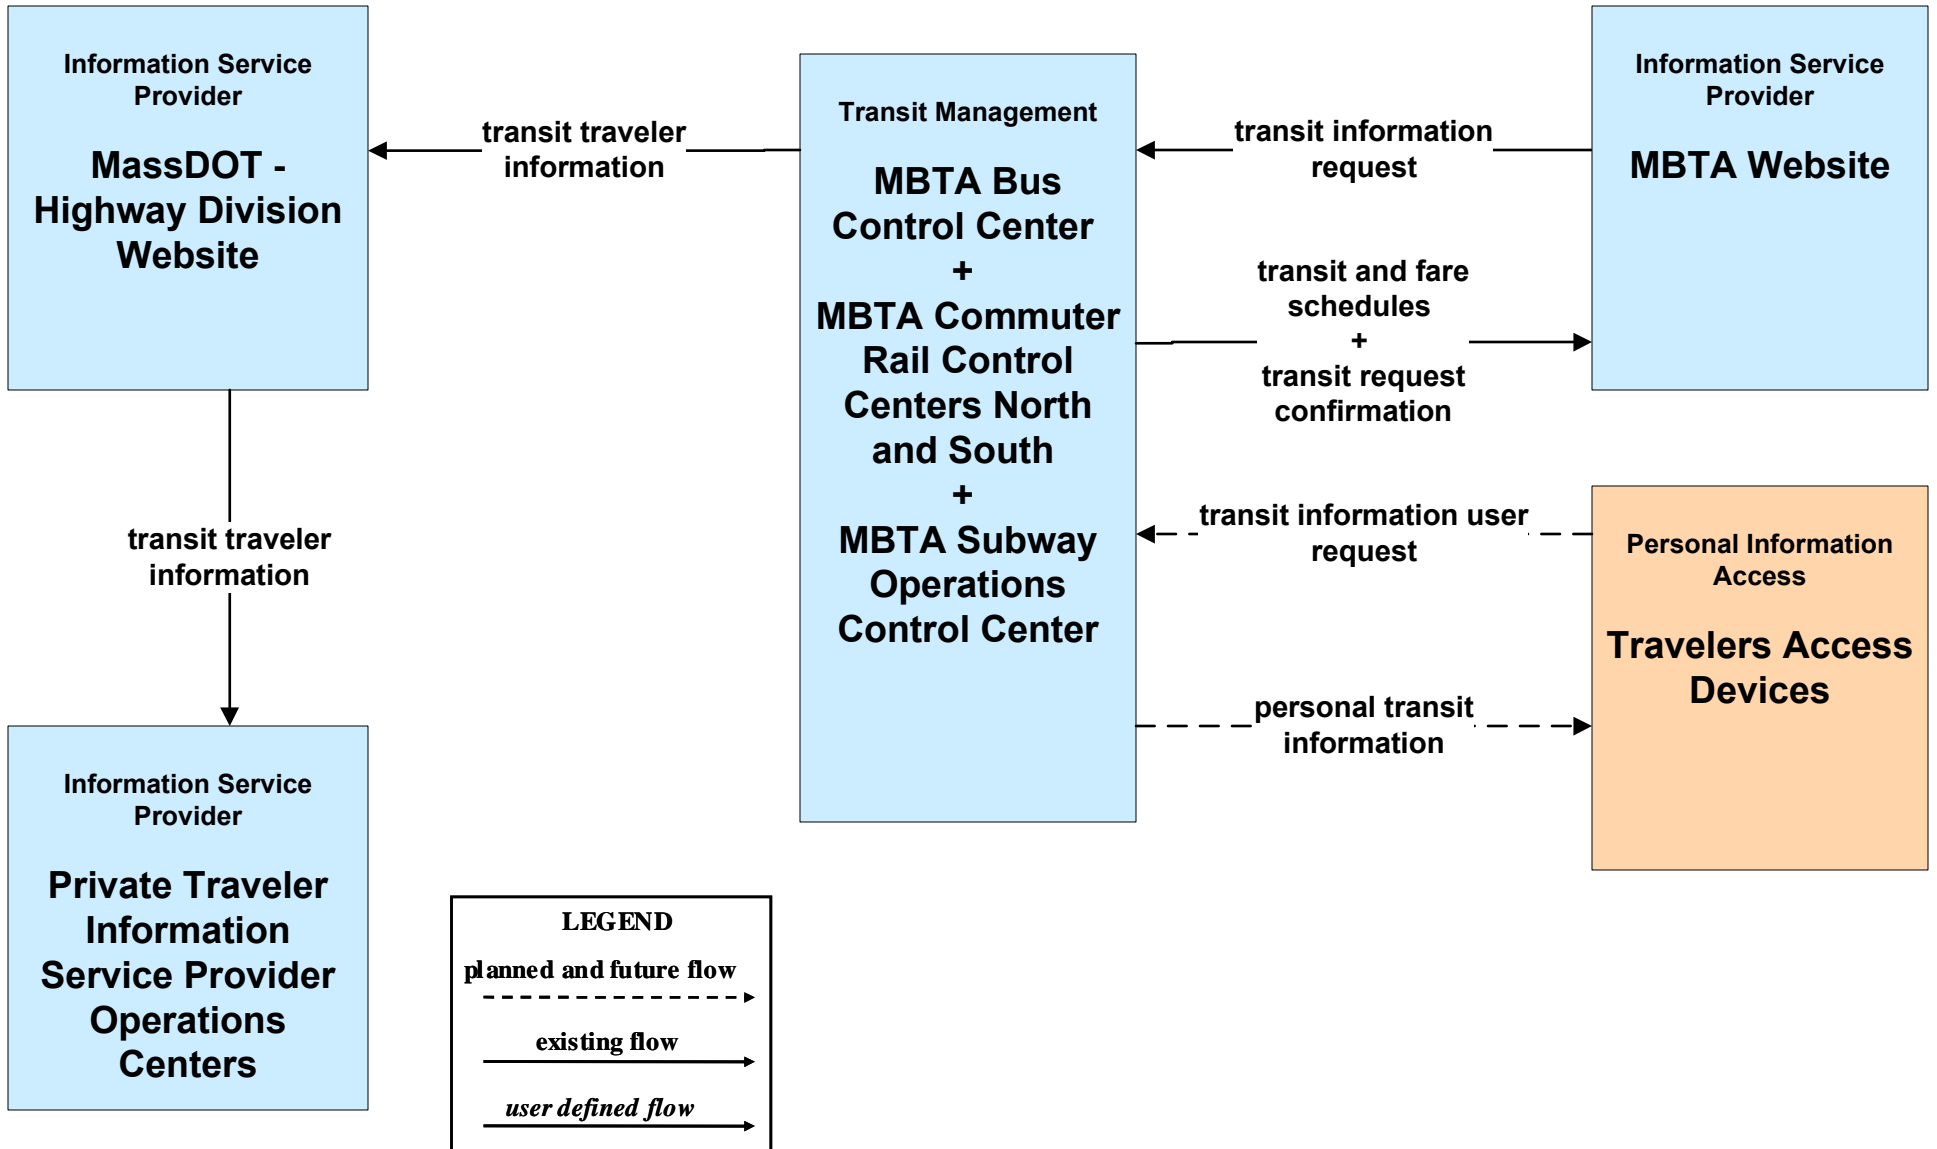 Information Service
Provider
MassDOT -
Highway Division
Website
transit traveler
information
Transit Management
MBTA Bus
Control Center
+
MBTA Commuter
Rail Control
Centers North
and South
+
MBTA Subway
Operations
Control Center
transit information
request
Information Service
Provider
MBTA Website
transit and fare
schedules
+
transit request
confirmation
transit information user
request
Personal Information
Access
Travelers Access
Devices
personal transit
information
transit traveler
information
Information Service
Provider
Private Traveler
Information
Service Provider
Operations
Centers
LEGEND
planned and future flow
existing flow
user defined flow